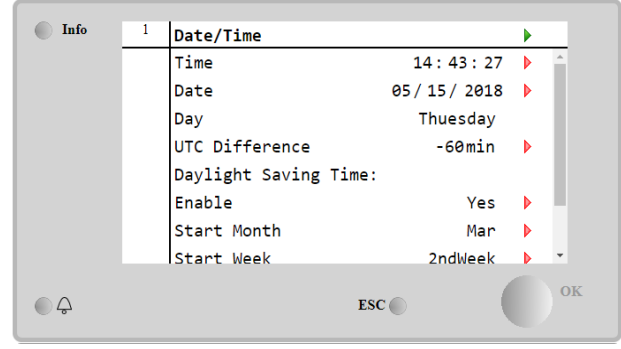 Info
1 Date/Time
Time 14:43:27
Date 05/15/2018
Day Thuesday
UTC Difference -60min
Daylight Saving Time:
Enable Yes
Start Month Mar
Start Week 2ndWeek
ESC
OK